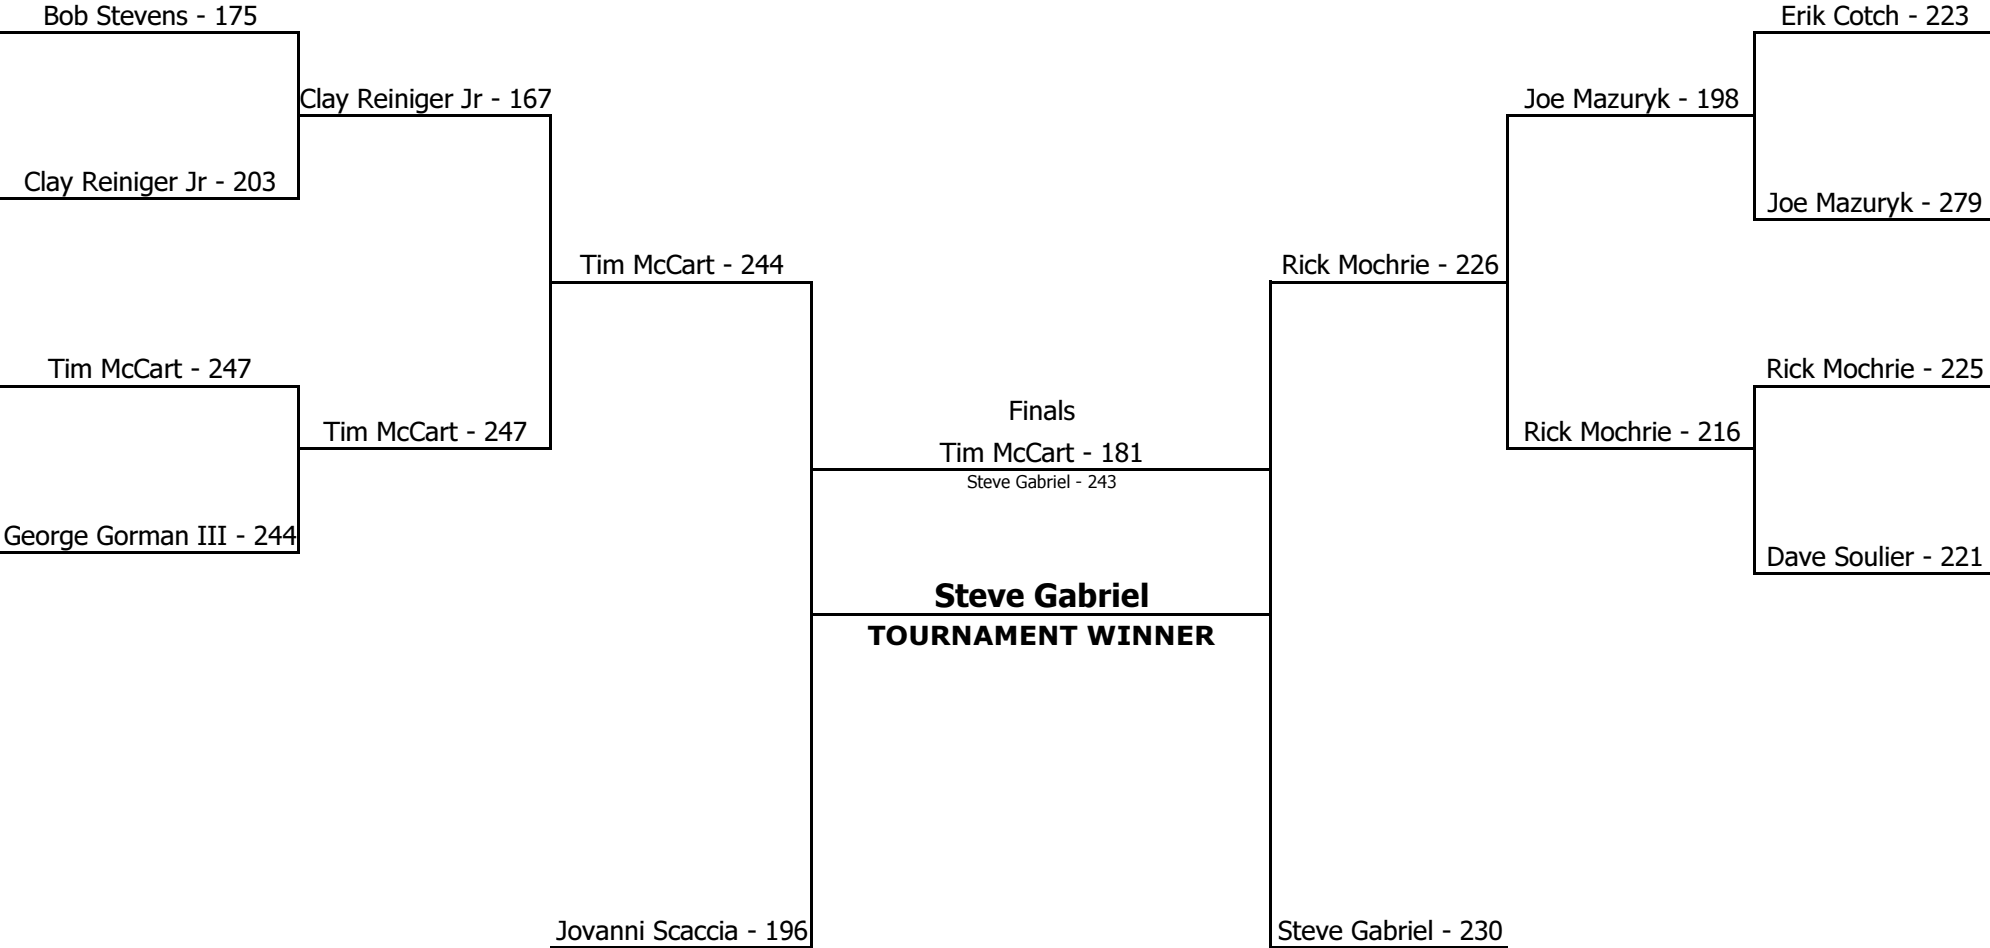 Bob Stevens - 175
Erik Cotch - 223
Clay Reiniger Jr - 167
Joe Mazuryk - 198
Clay Reiniger Jr - 203
Joe Mazuryk - 279
Tim McCart - 244
Rick Mochrie - 226
Tim McCart - 247
Rick Mochrie - 225
Finals
Tim McCart - 247
Tim McCart - 181
Rick Mochrie - 216
Steve Gabriel - 243
George Gorman III - 244
Dave Soulier - 221
Steve Gabriel
TOURNAMENT WINNER
Jovanni Scaccia - 196
Steve Gabriel - 230